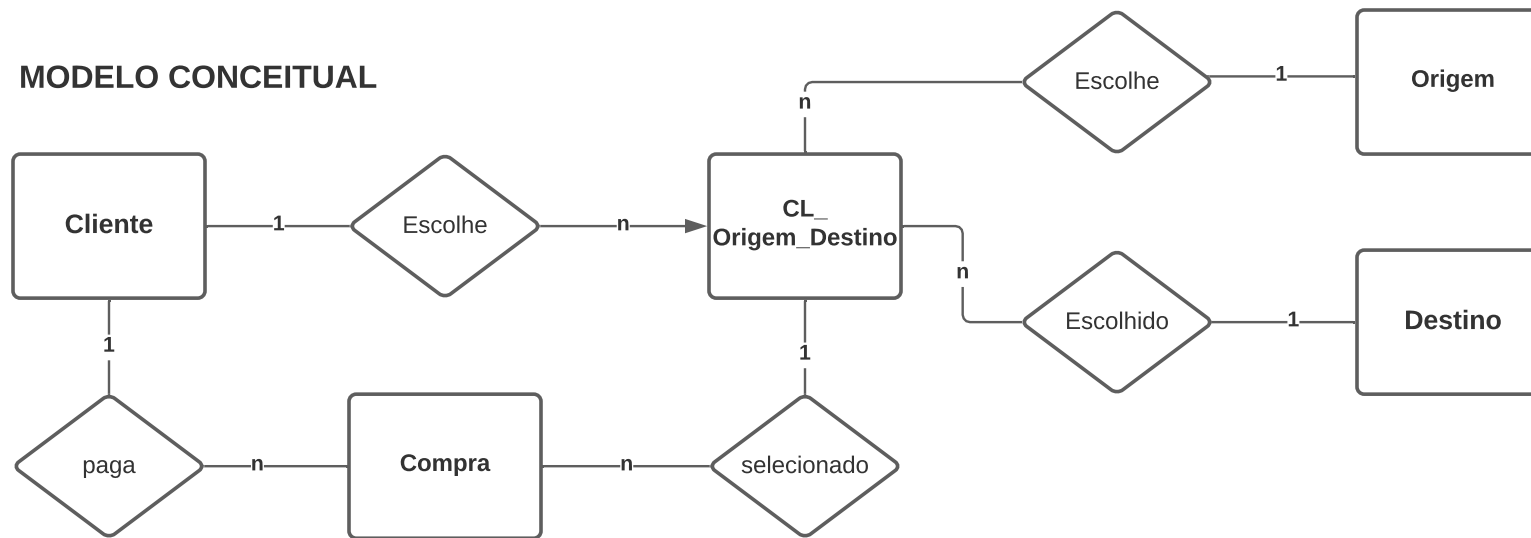 MODELO CONCEITUAL
Escolhe
1
Origem
n
Cliente
1
Escolhe
n
CL_
Origem_Destino
n
Escolhido
1
Destino
1
1
paga
n
Compra
n
selecionado